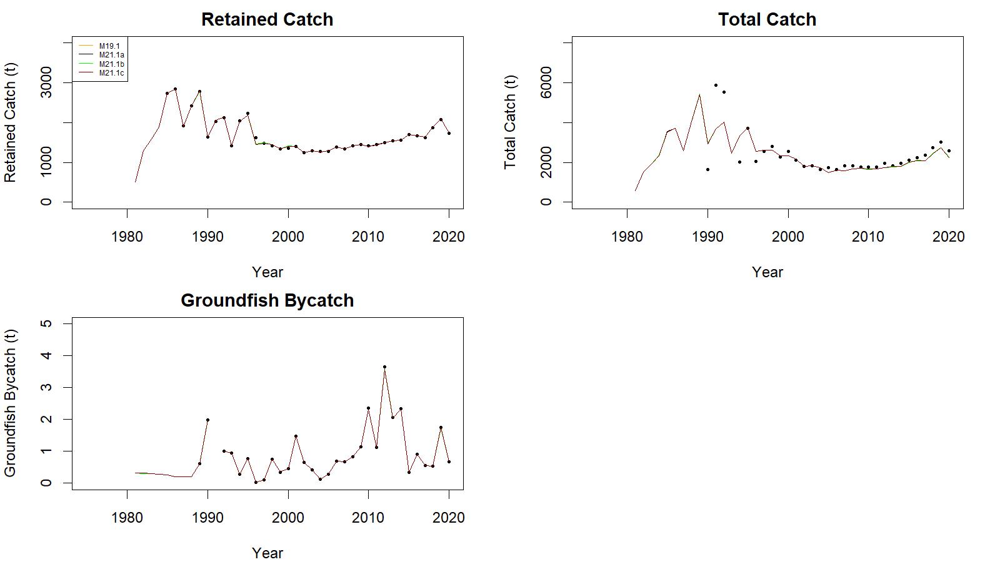 Retained Catch
M19.1
M21.1a
M21.1b
M21.1c
Retained Catch (t)
3000
1000
0
1980 1990 2000 2010 2020
Year
Total Catch
Total Catch (t)
6000
2000
0
1980 1990 2000 2010 2020
Year
Groundfish Bycatch
Groundfish Bycatch (t)
5
4
3
2
1
0
1980 1990 2000 2010 2020
Year